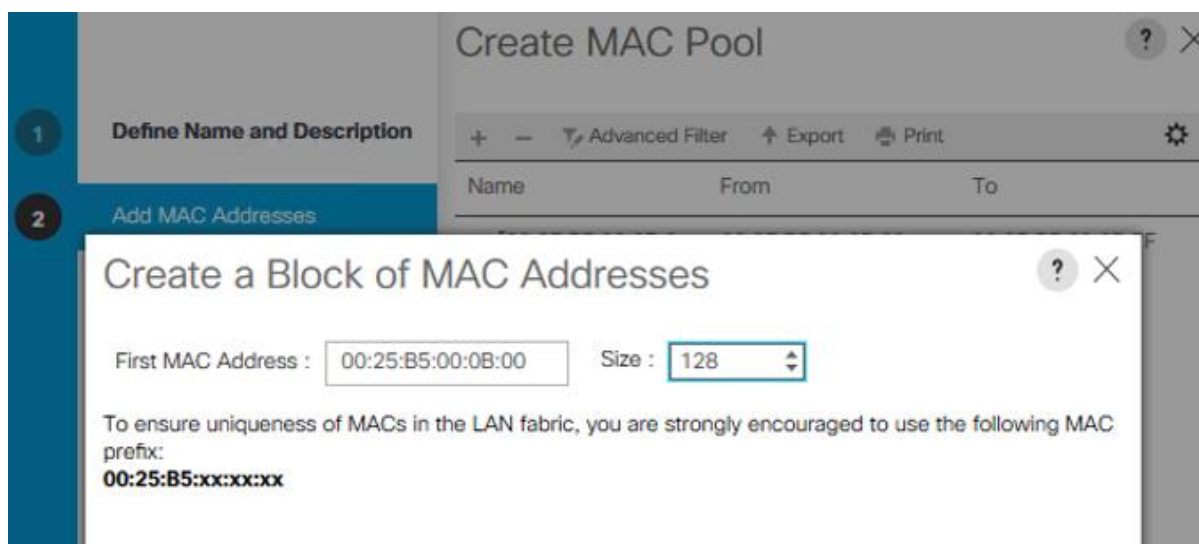 Create MAC Pool
?
1 Define Name and Description
+ − Advanced Filter Export Print
Name From To
2 Add MAC Addresses
Create a Block of MAC Addresses
?
First MAC Address : 00:25:B5:00:0B:00 Size : 128
To ensure uniqueness of MACs in the LAN fabric, you are strongly encouraged to use the following MAC
prefix:
00:25:B5:xx:xx:xx